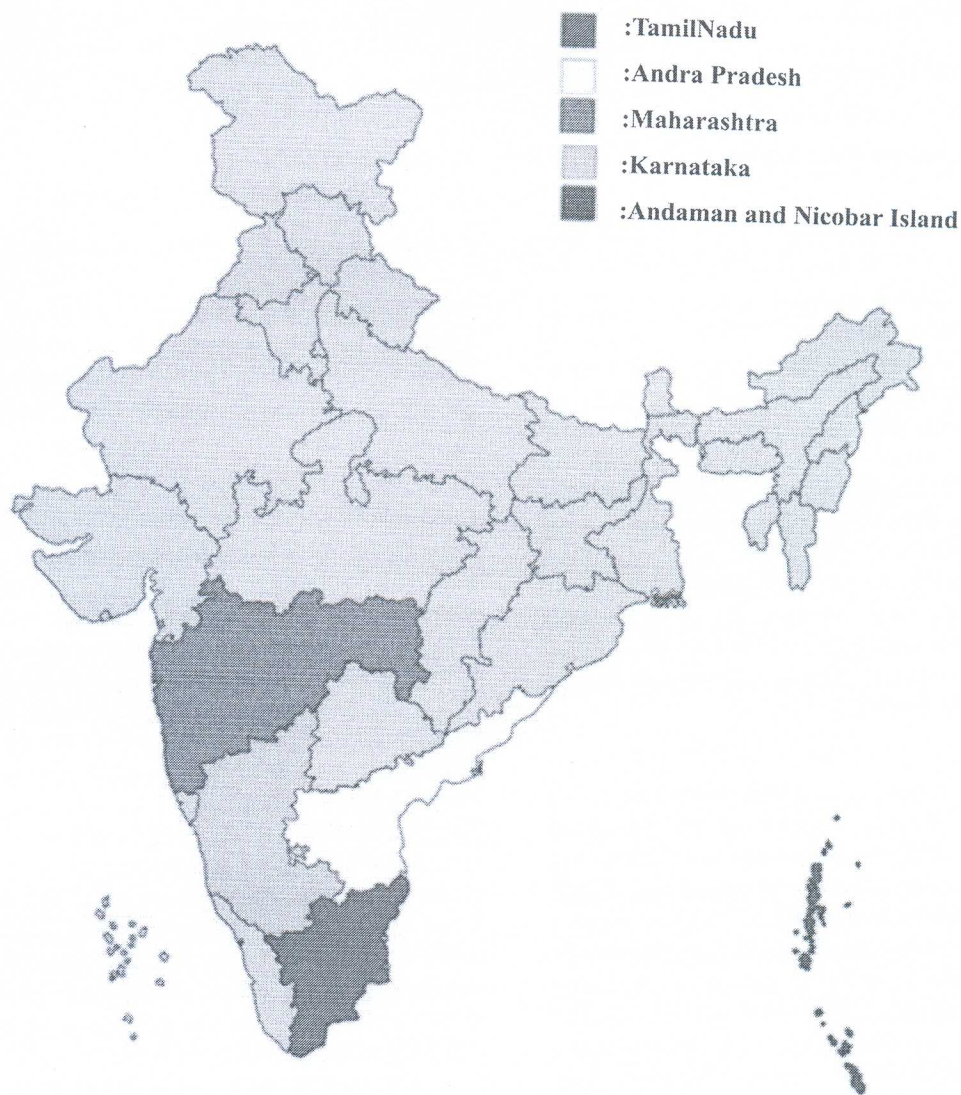 :TamilNadu
:Andra Pradesh
:Maharashtra
:Karnataka
:Andaman and Nicobar Island